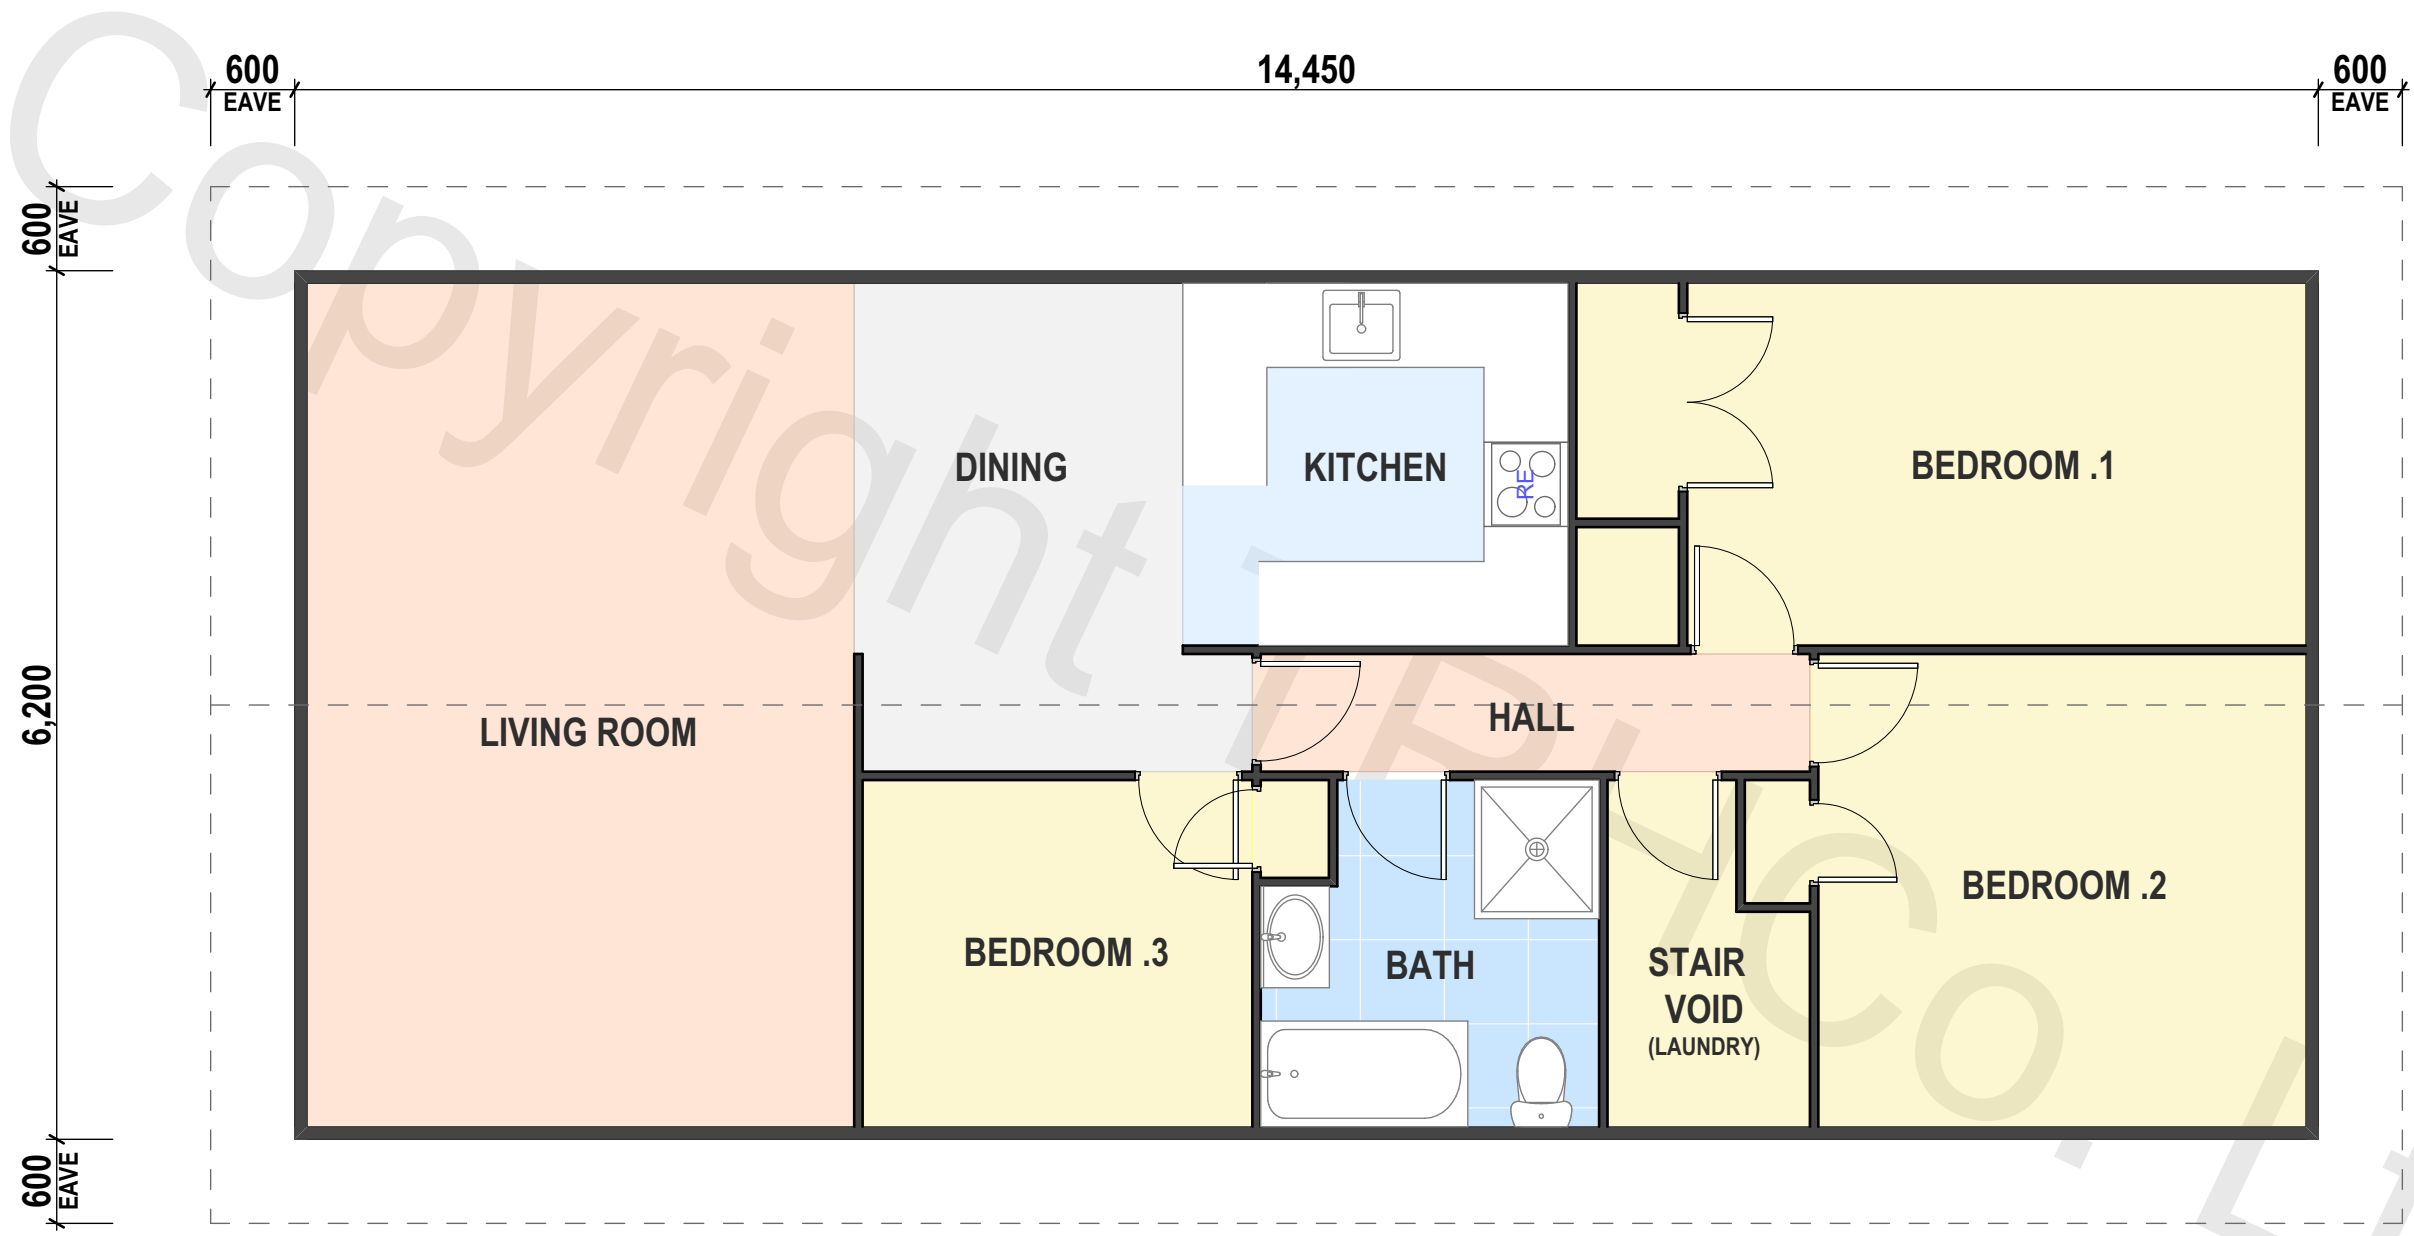 600
EAVE
14,450
600
EAVE
600
EAVE
DINING
KITCHEN
RE
BEDROOM .1
6,200
LIVING ROOM
HALL
BEDROOM .2
BEDROOM .3
BATH
STAIR
VOID
(LAUNDRY)
600
EAVE